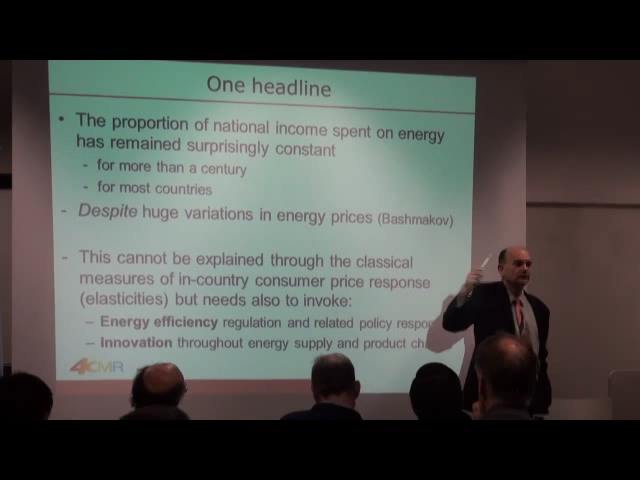 One headline
• The proportion of national income spent on energy
has remained surprisingly constant
- for more than a century
- for most countries
- Despite huge variations in energy prices (Bashmakov)
- This cannot be explained through the classical
measures of in-country consumer price response
(elasticities) but needs also to invoke:
– Energy efficiency regulation and related policy respo
– Innovation throughout energy supply and product ch
4CMR